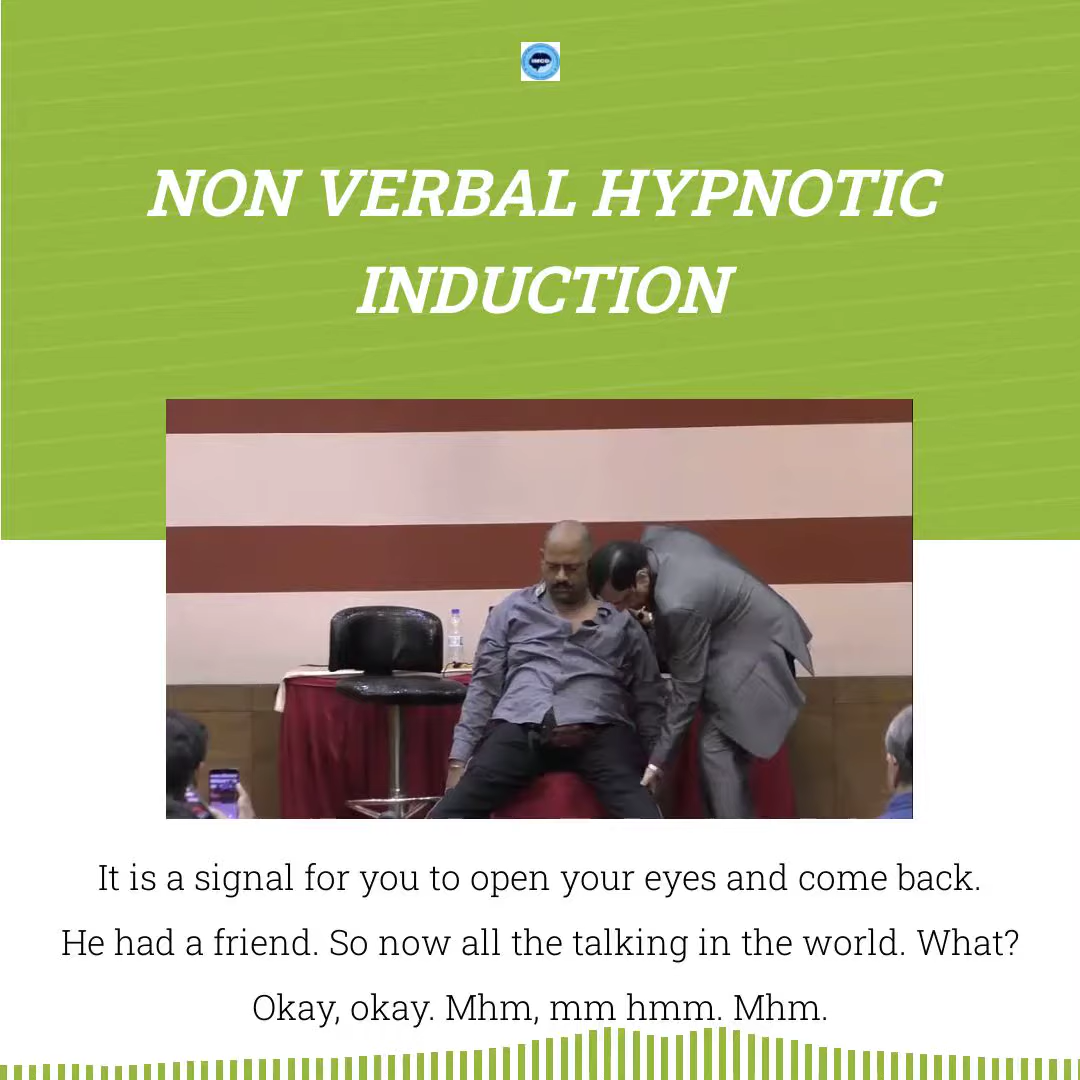 IMCD
NON VERBAL HYPNOTIC
INDUCTION
It is a signal for you to open your eyes and come back.
He had a friend. So now all the talking in the world. What?
Okay, okay. Mhm, mm hmm. Mhm.